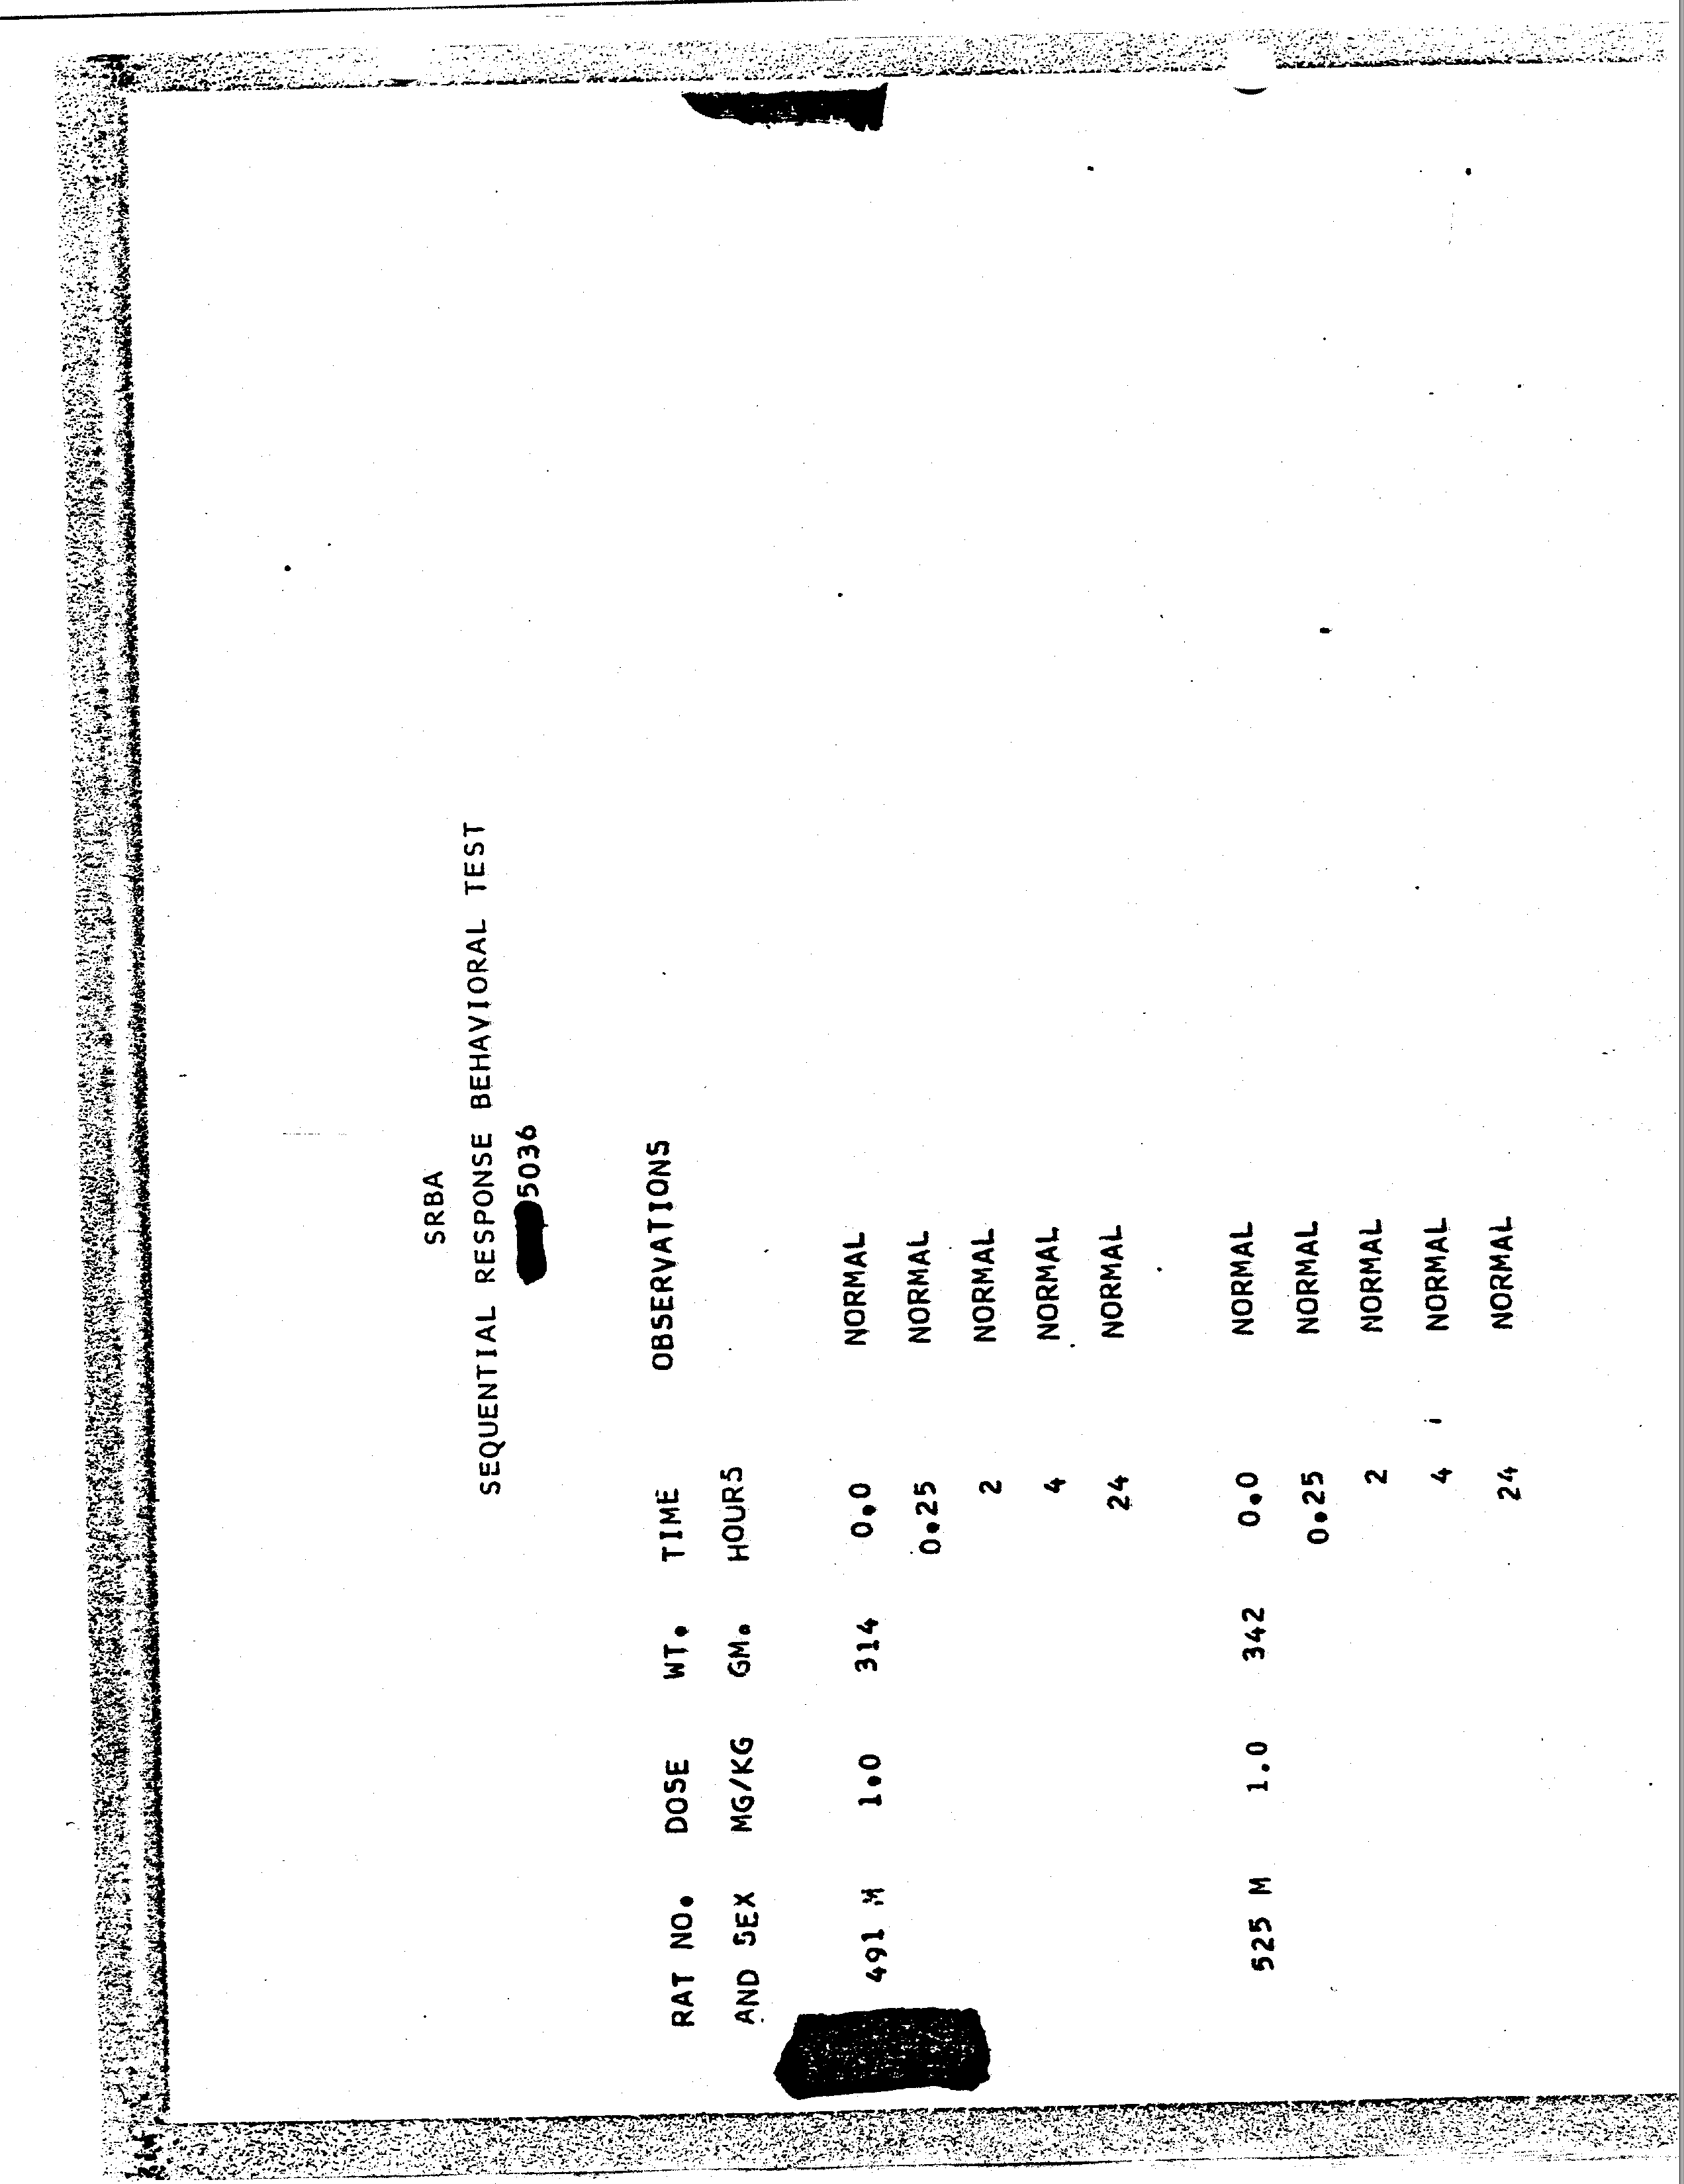 SRBA
SEQUENTIAL RESPONSE BEHAVIORAL TEST
5036
RAT NO. DOSE WT. TIME OBSERVATIONS
AND SEX MG/KG GM. HOURS
491 M 1.0 314 0.0 NORMAL
0.25 NORMAL
2 NORMAL
4 NORMAL
24 NORMAL
525 M 1.0 342 0.0 NORMAL
0.25 NORMAL
2 NORMAL
4 NORMAL
24 NORMAL